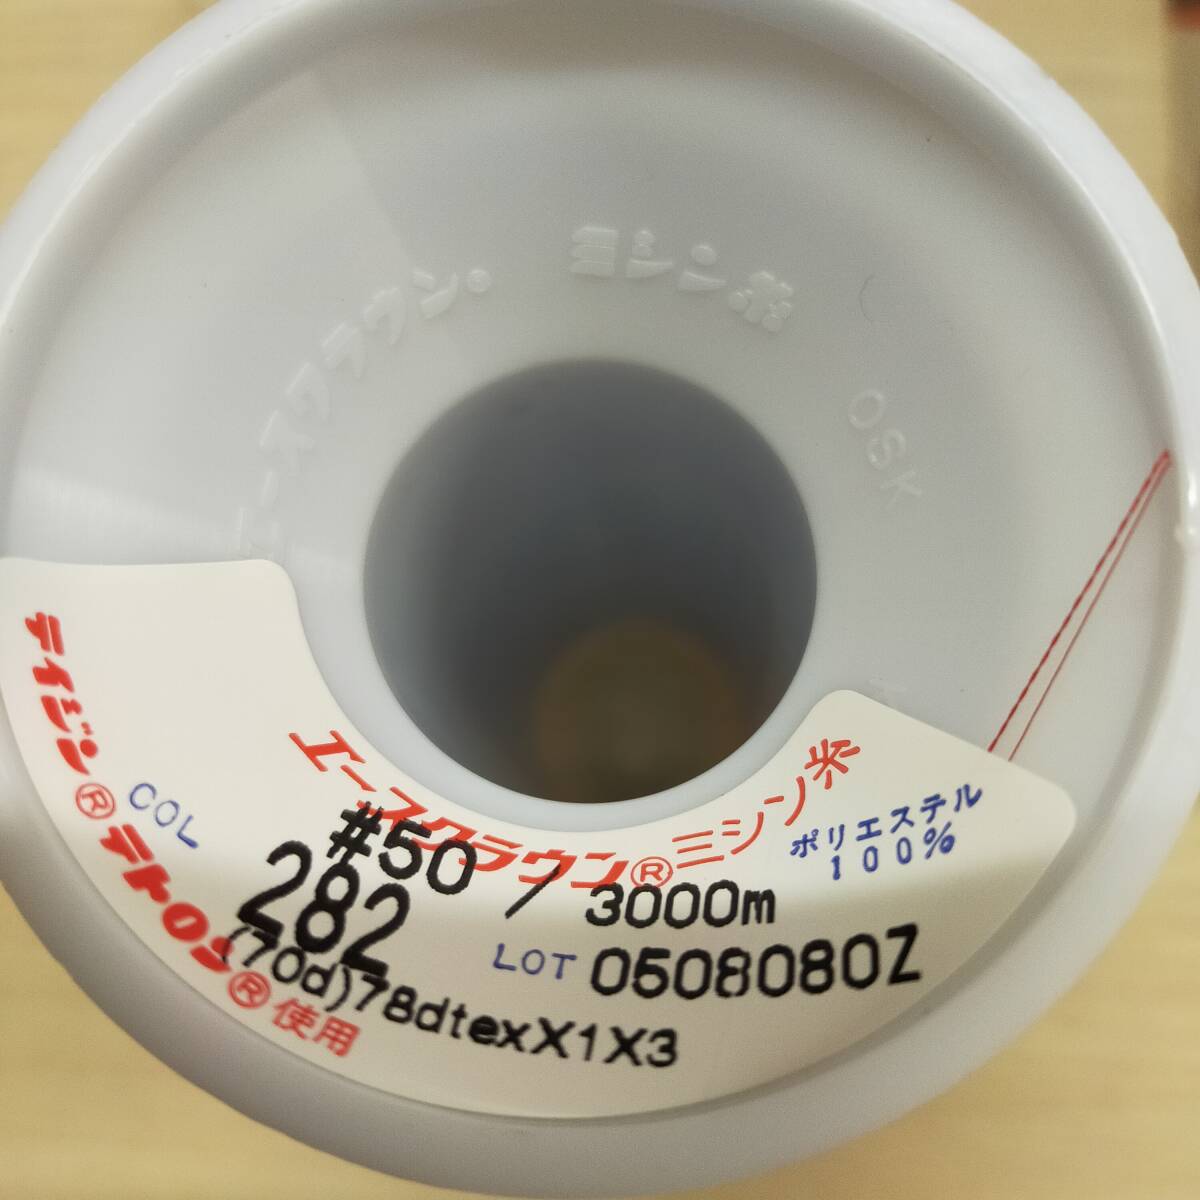 エースクラウン® ミシン糸
OSK
テイジン®テトロン®使用
エースクラウン®ミシン糸
ポリエステル
100%
COL
#50 / 3000m
282
LOT 0508080Z
(70d)78dtexX1X3